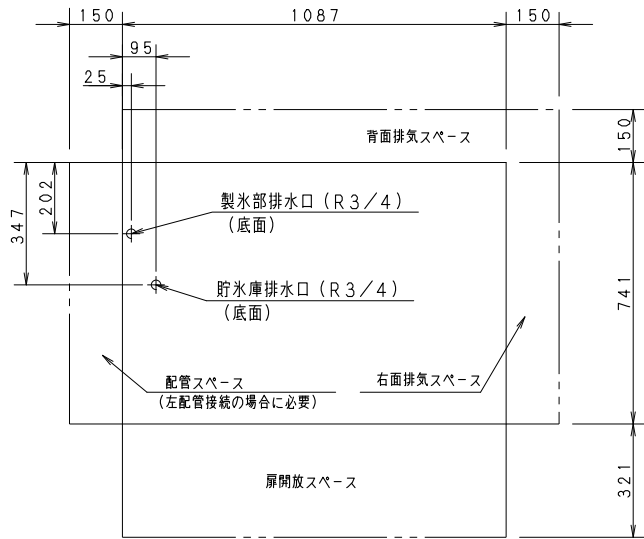 150
1087
150
95
25
背面排気スペース
150
202
347
製氷部排水口（R3/4）
（底面）
貯氷庫排水口（R3/4）
（底面）
741
配管スペース
（左配管接続の場合に必要）
右面排気スペース
扉開放スペース
321